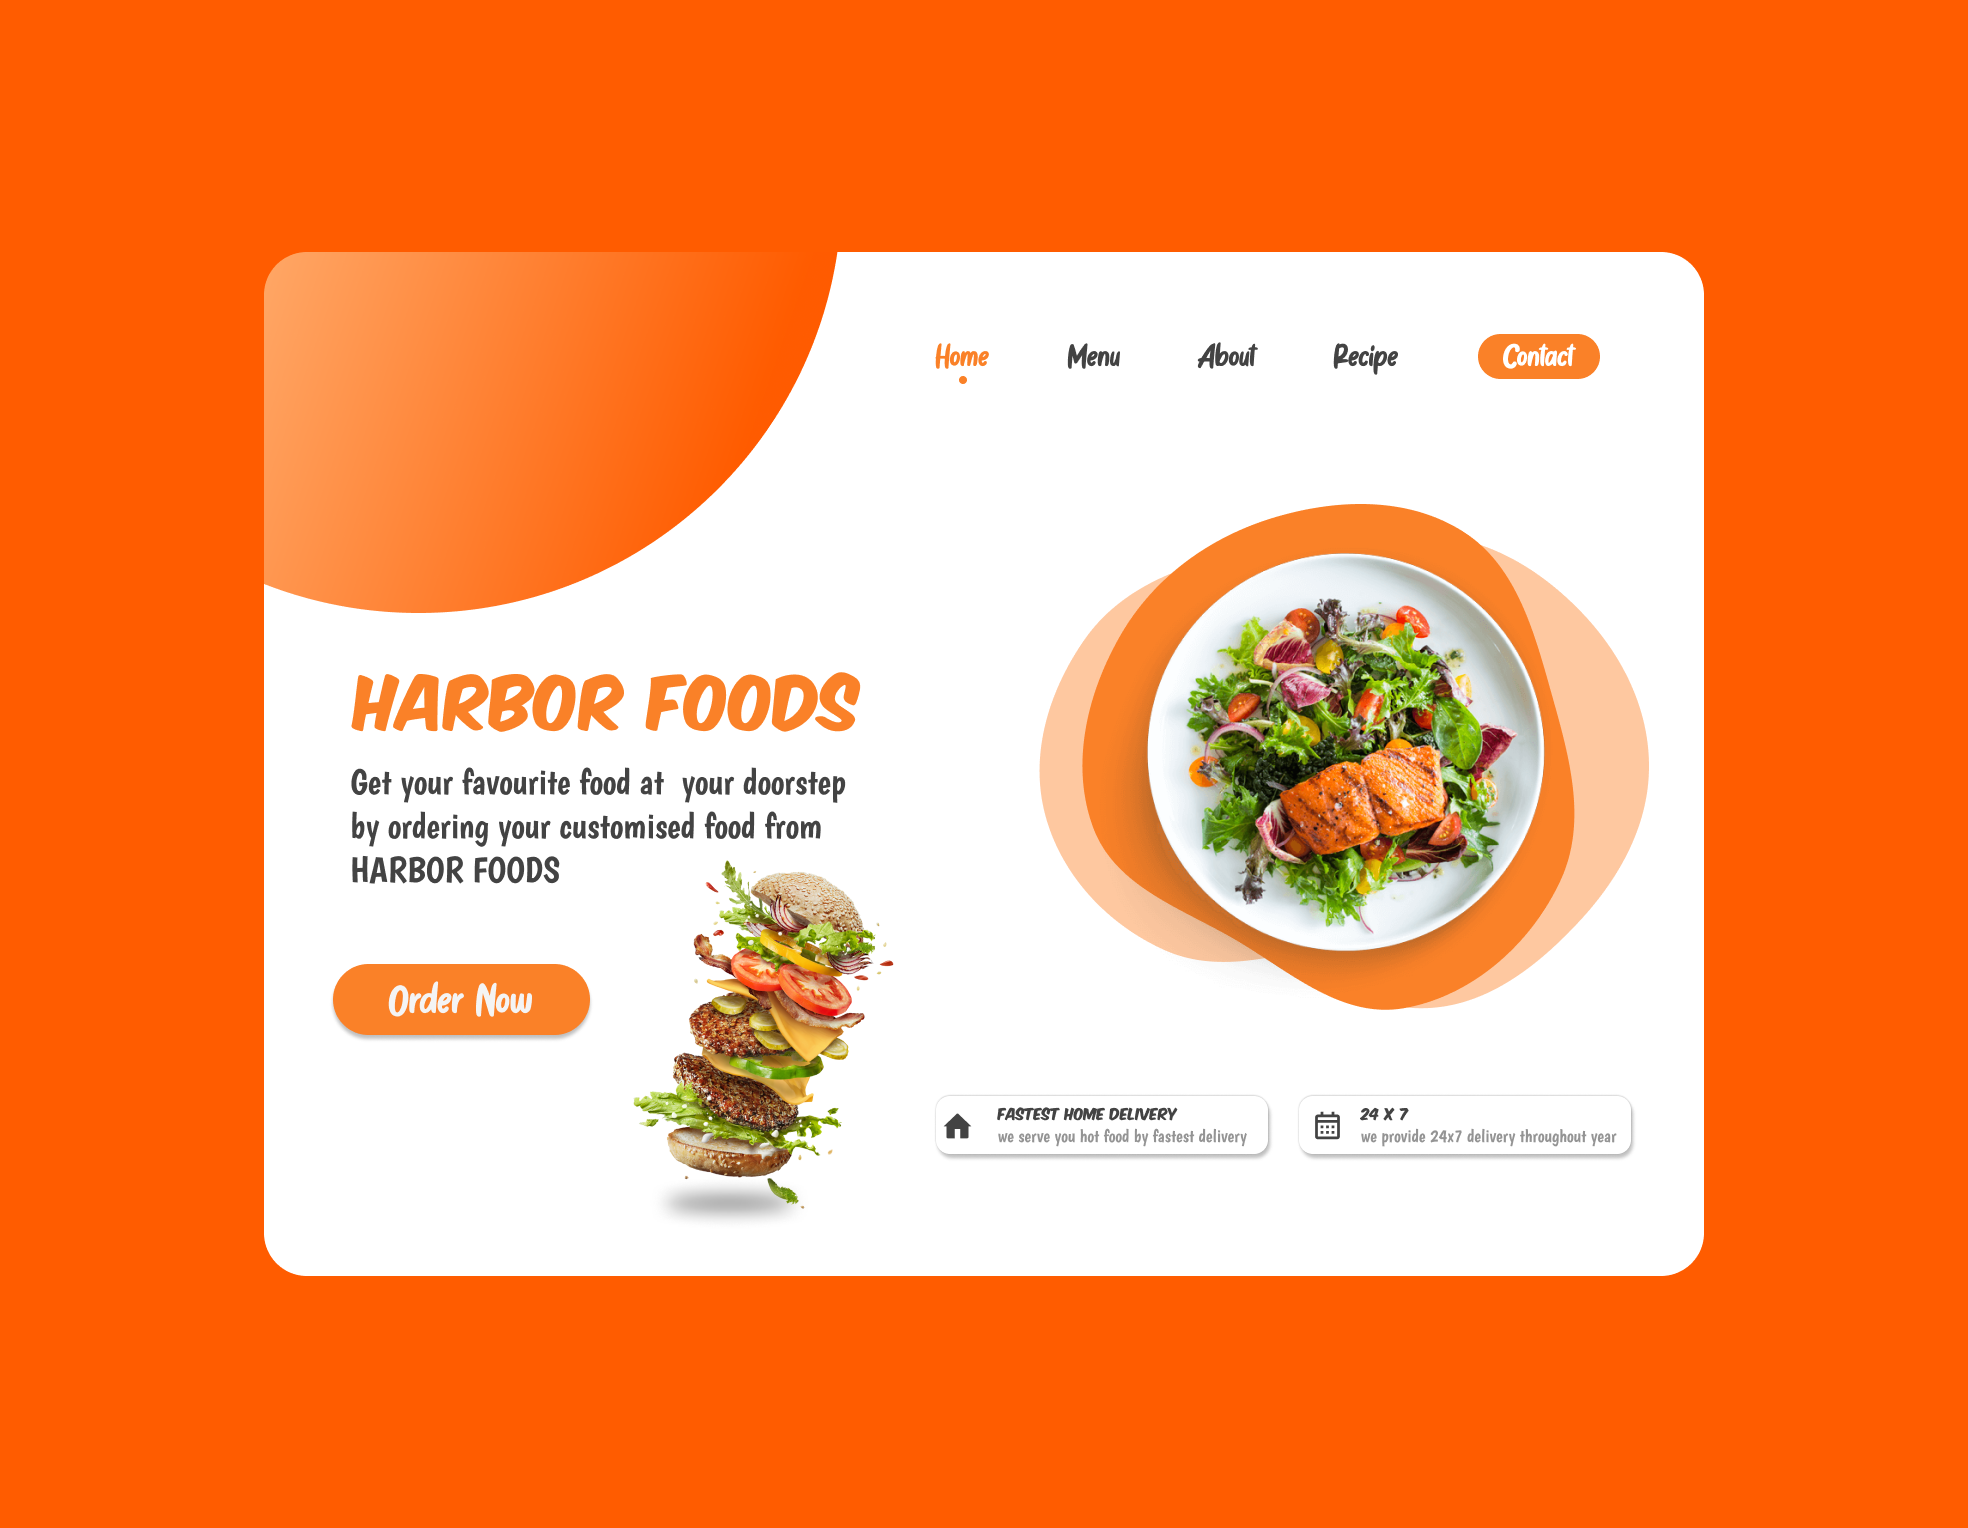 Home Menu About Recipe Contact
HARBOR FOODS
Get your favourite food at  your doorstep
by ordering your customised food from
HARBOR FOODS
Order Now
FASTEST HOME DELIVERY
we serve you hot food by fastest delivery
24 X 7
we provide 24x7 delivery throughout year